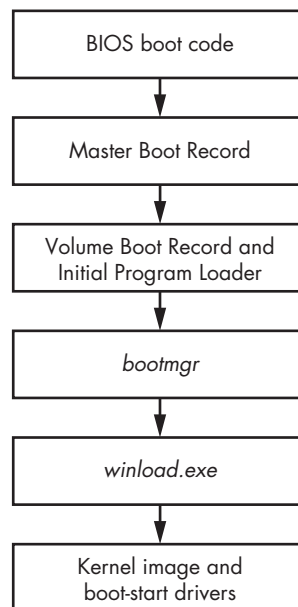 BIOS boot code
Master Boot Record
Volume Boot Record and
Initial Program Loader
bootmgr
winload.exe
Kernel image and
boot-start drivers